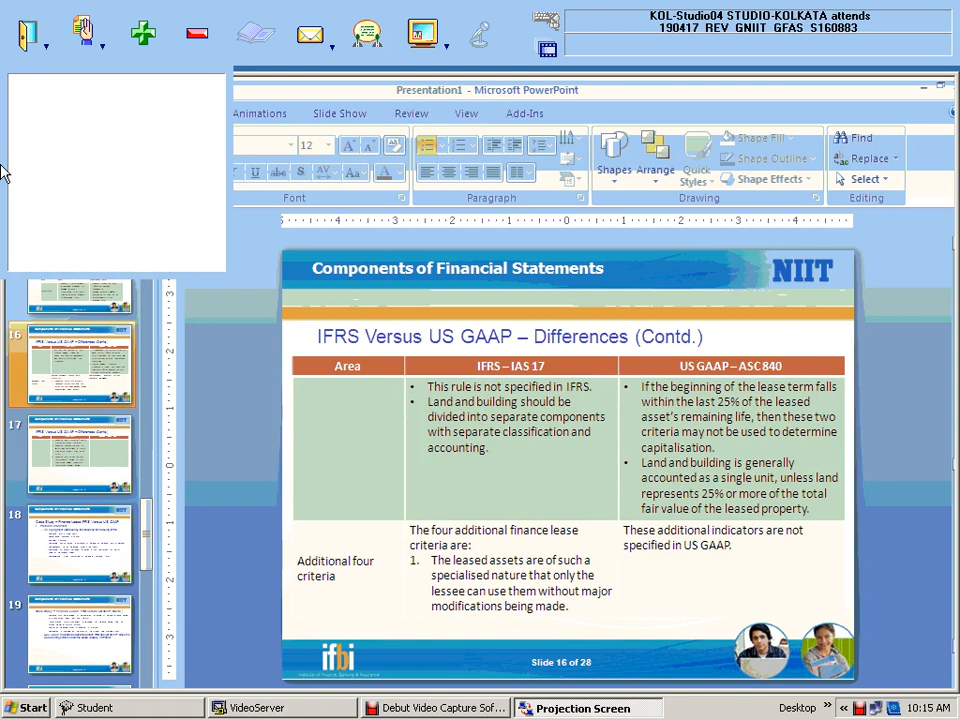 KOL-Studio04 STUDIO-KOLKATA attends
190417_REV_GNIIT_GFAS_S160883
Presentation1 - Microsoft PowerPoint
Animations Slide Show Review View Add-Ins
12
Shapes Arrange Quick Styles
Shape Fill
Shape Outline
Shape Effects
Find
Replace
Select
Font Paragraph Drawing Editing
Components of Financial Statements
NIIT
IFRS Versus US GAAP – Differences (Contd.)
Area IFRS – IAS 17 US GAAP – ASC 840
• This rule is not specified in IFRS.
• Land and building should be
divided into separate components
with separate classification and
accounting.
• If the beginning of the lease term falls
within the last 25% of the leased
asset's remaining life, then these two
criteria may not be used to determine
capitalisation.
• Land and building is generally
accounted as a single unit, unless land
represents 25% or more of the total
fair value of the leased property.
Additional four
criteria
The four additional finance lease
criteria are:
1. The leased assets are of such a
specialised nature that only the
lessee can use them without major
modifications being made.
These additional indicators are not
specified in US GAAP.
ifbi
Institute of Finance, Banking & Insurance
Slide 16 of 28
16
17
18
19
Start Student VideoServer Debut Video Capture Sof... Projection Screen Desktop » « 10:15 AM